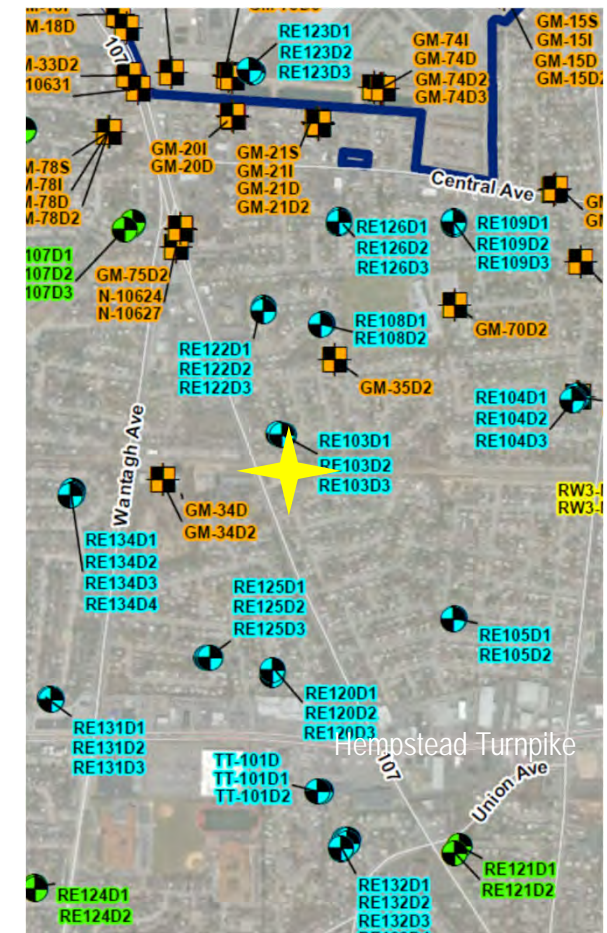 M-18D
107
RE123D1
RE123D2
RE123D3
GM-74I
GM-74D
GM-74D2
GM-74D3
GM-15S
GM-15I
GM-15D
GM-15D2
M-33D2
10631
GM-20I
GM-20D
GM-21S
GM-21I
GM-21D
GM-21D2
M-78S
M-78I
M-78D
M-78D2
Central Ave
GM
RE126D1
RE126D2
RE126D3
RE109D1
RE109D2
RE109D3
107D1
107D2
107D3
GM-75D2
N-10624
N-10627
RE122D1
RE122D2
RE122D3
RE108D1
RE108D2
GM-35D2
GM-70D2
RE104D1
RE104D2
RE104D3
Wantagh Ave
RE103D1
RE103D2
RE103D3
GM-34D
GM-34D2
RW3-
RW3-
RE134D1
RE134D2
RE134D3
RE134D4
RE125D1
RE125D2
RE125D3
RE105D1
RE105D2
RE120D1
RE120D2
RE120D3
RE131D1
RE131D2
RE131D3
Hempstead Turnpike
TT-101D
TT-101D1
TT-101D2
107
Union Ave
RE121D1
RE121D2
RE124D1
RE124D2
RE132D1
RE132D2
RE132D3